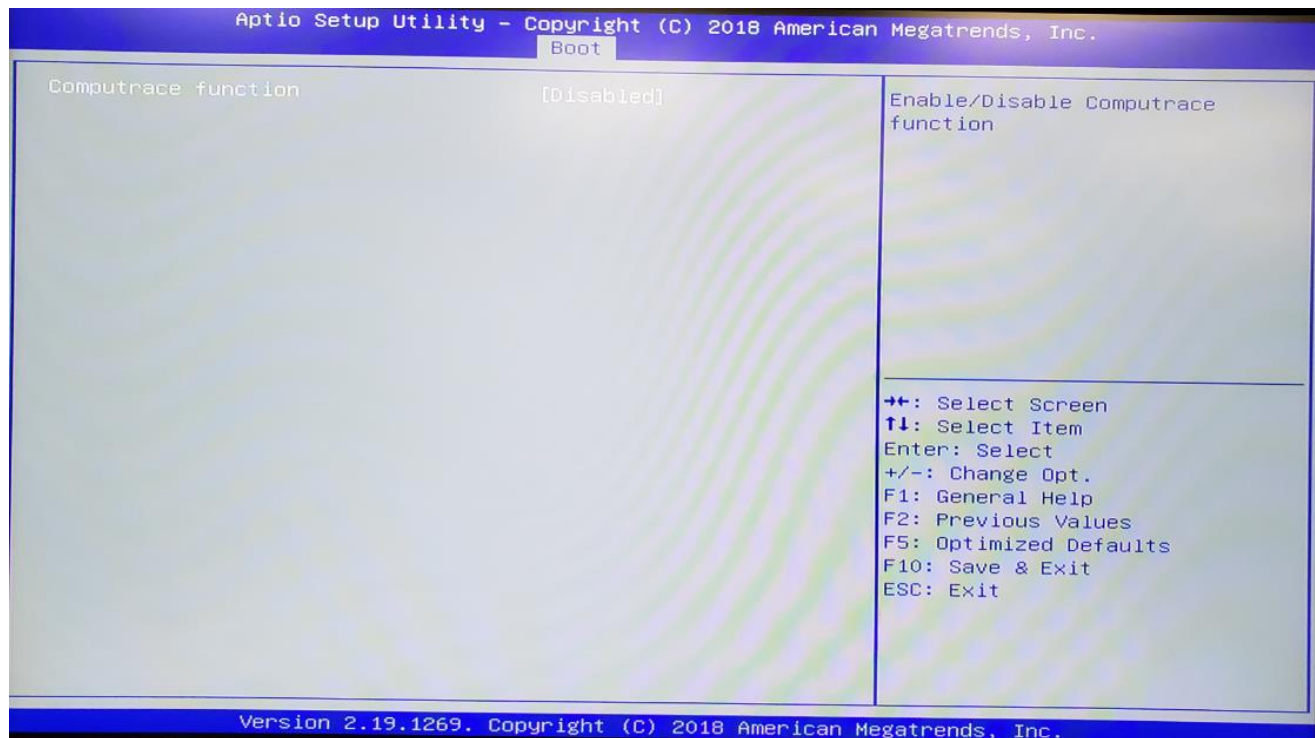 Aptio Setup Utility – Copyright (C) 2018 American Megatrends, Inc.
Boot
Computrace function [Disabled]
Enable/Disable Computrace
function
→←: Select Screen
↑↓: Select Item
Enter: Select
+/-: Change Opt.
F1: General Help
F2: Previous Values
F5: Optimized Defaults
F10: Save & Exit
ESC: Exit
Version 2.19.1269. Copyright (C) 2018 American Megatrends, Inc.